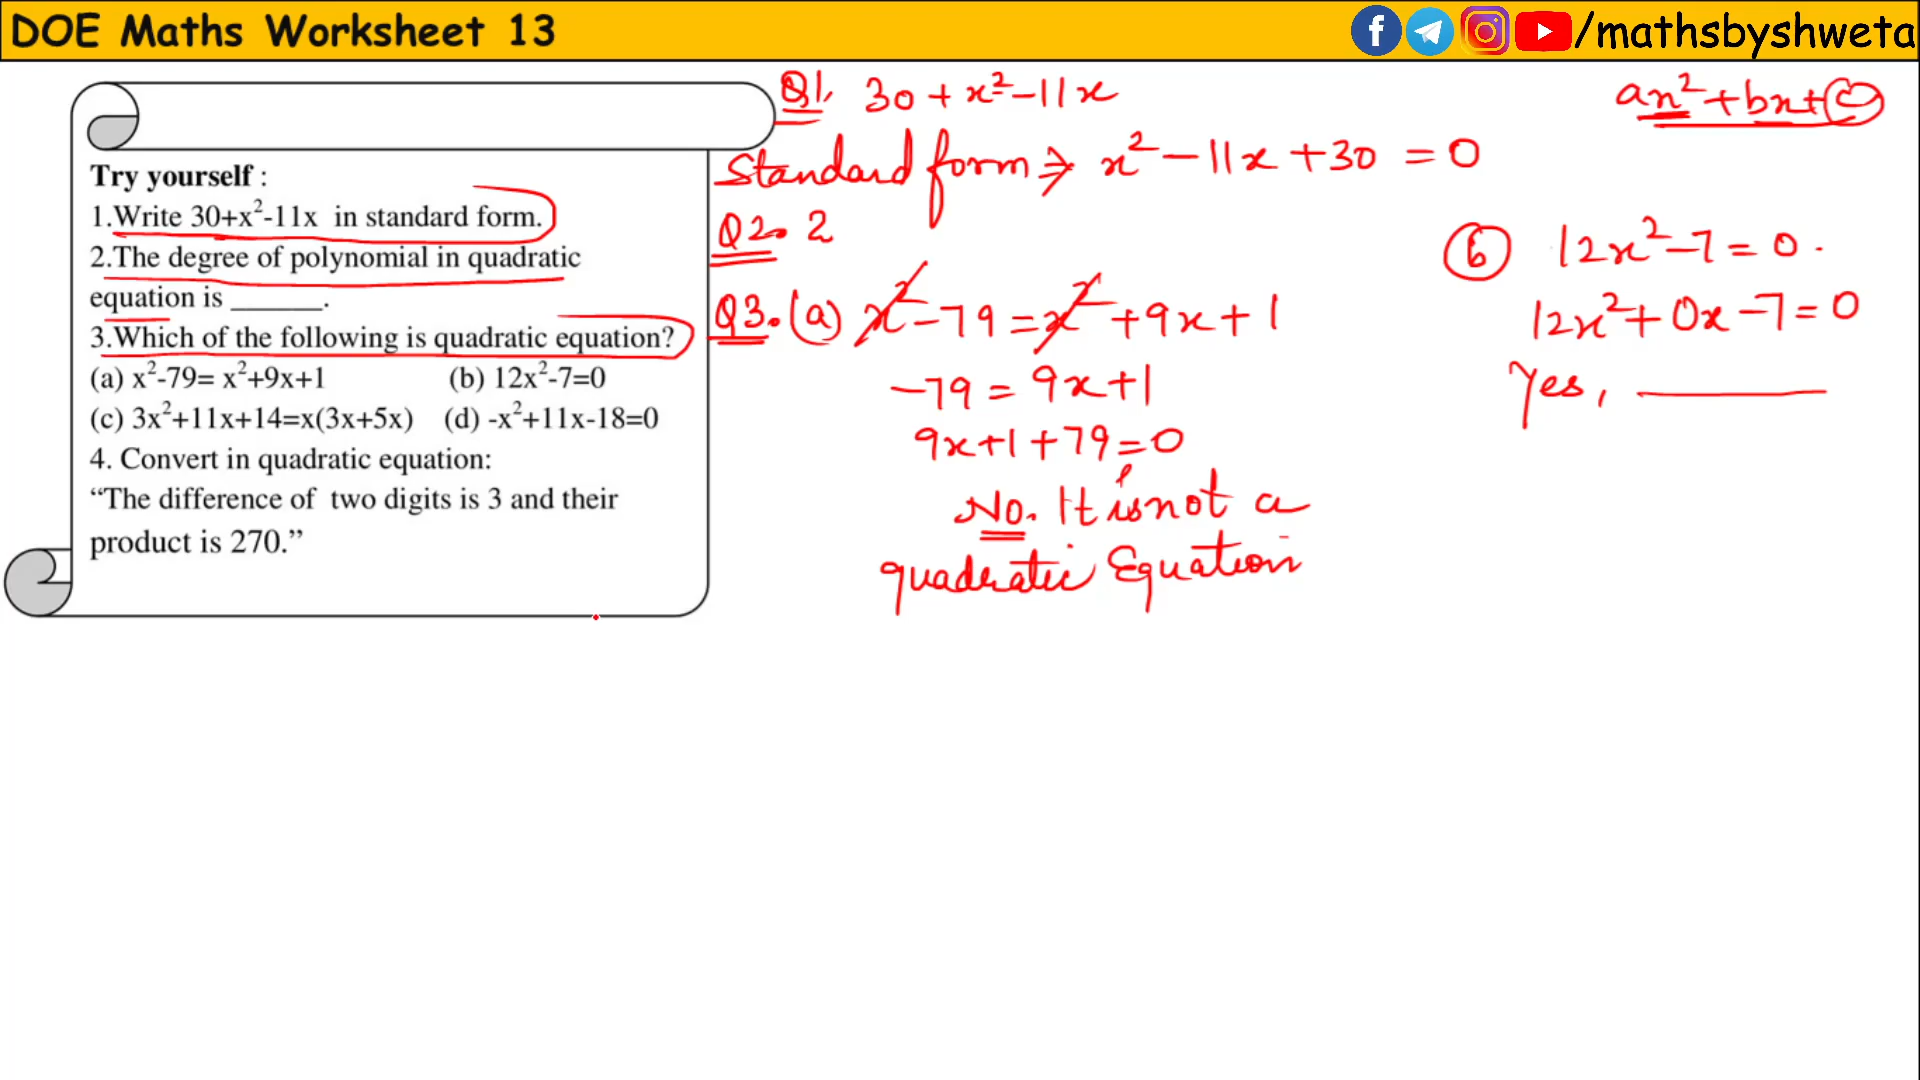 DOE Maths Worksheet 13
/mathsbyshweta
Try yourself :
1.Write 30+x²-11x in standard form.
2.The degree of polynomial in quadratic
equation is ______.
3.Which of the following is quadratic equation?
(a) x²-79= x²+9x+1 (b) 12x²-7=0
(c) 3x²+11x+14=x(3x+5x) (d) -x²+11x-18=0
4. Convert in quadratic equation:
“The difference of two digits is 3 and their
product is 270.”
Q1. 30 + x² - 11x
Standard form ⇒ x² - 11x + 30 = 0
Q2. 2
Q3. (a) x² - 79 = x² + 9x + 1
-79 = 9x + 1
9x + 1 + 79 = 0
No. It is not a
quadratic Equation
ax² + bx + c
(b) 12x² - 7 = 0.
12x² + 0x - 7 = 0
Yes, ______